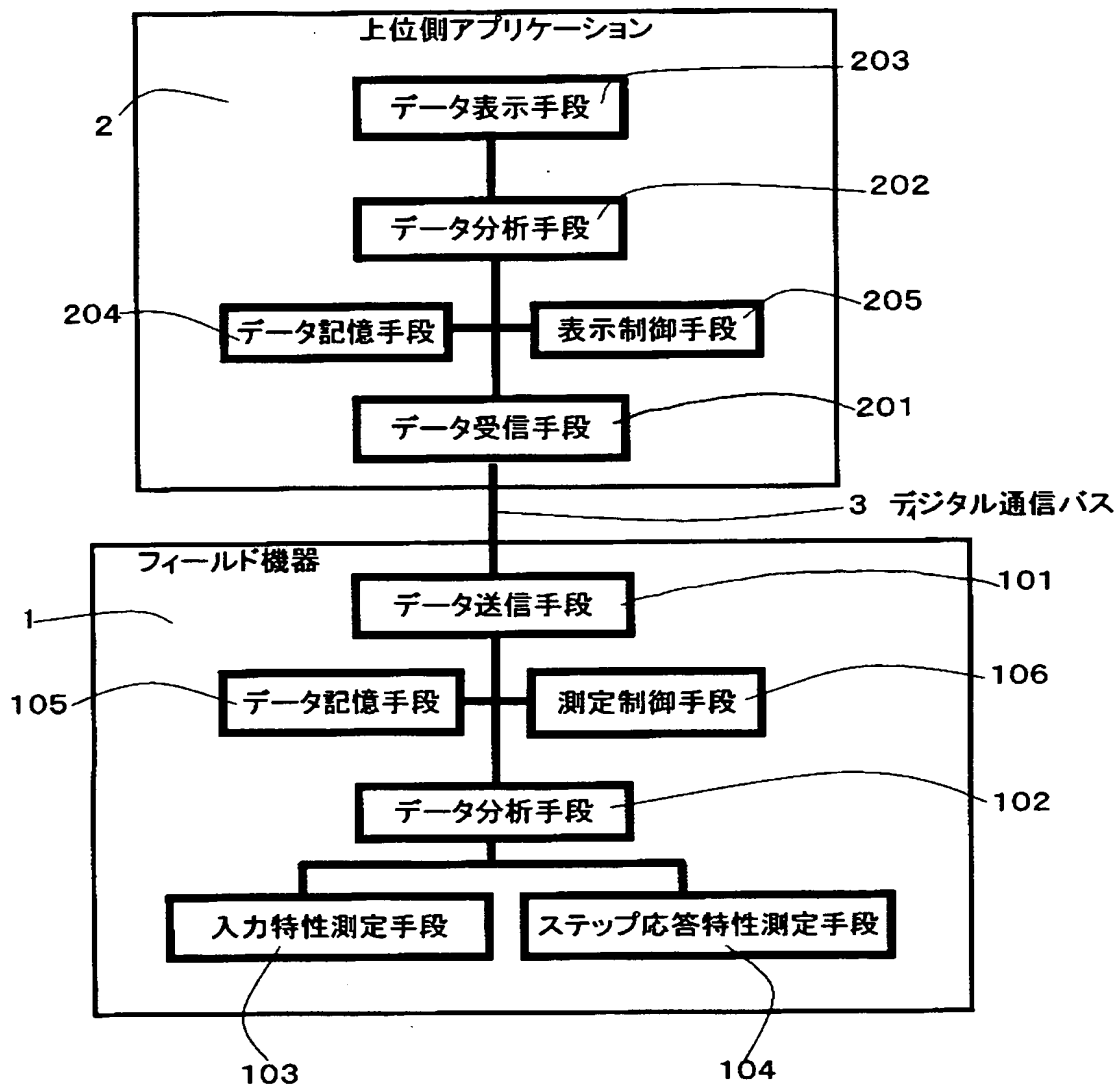 上位側アプリケーション
203
データ表示手段
2
202
データ分析手段
204
データ記憶手段
表示制御手段
205
201
データ受信手段
3 ディジタル通信バス
フィールド機器
101
データ送信手段
1
105
データ記憶手段
測定制御手段
106
データ分析手段
102
入力特性測定手段
ステップ応答特性測定手段
103
104